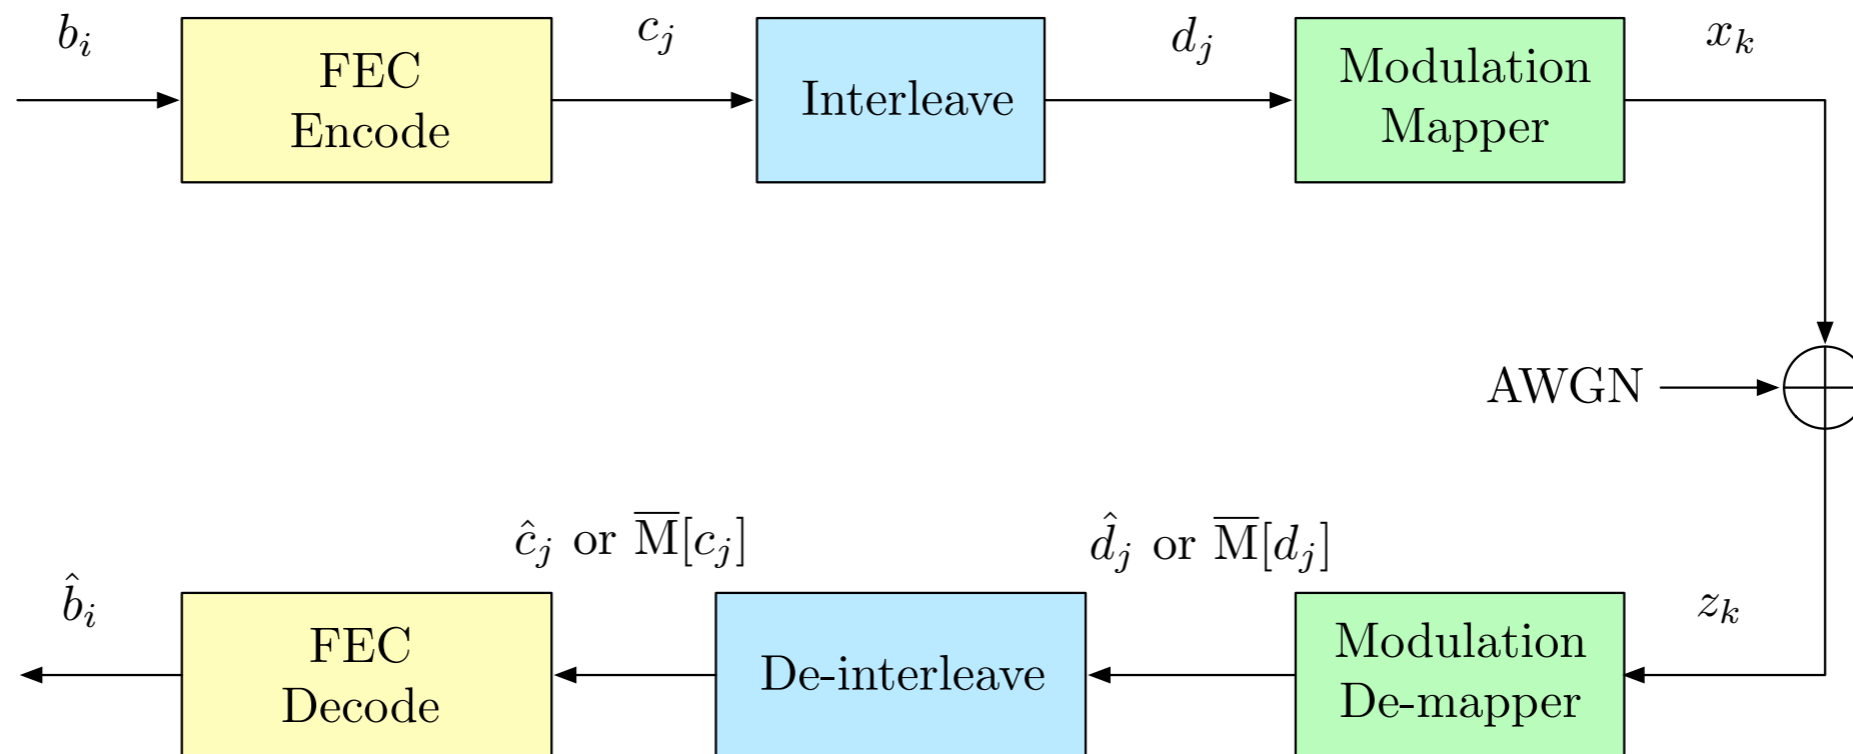 b_i
FEC
Encode
c_j
Interleave
d_j
Modulation
Mapper
x_k
AWGN
b̂_i
FEC
Decode
ĉ_j or M̅[c_j]
De-interleave
d̂_j or M̅[d_j]
Modulation
De-mapper
z_k